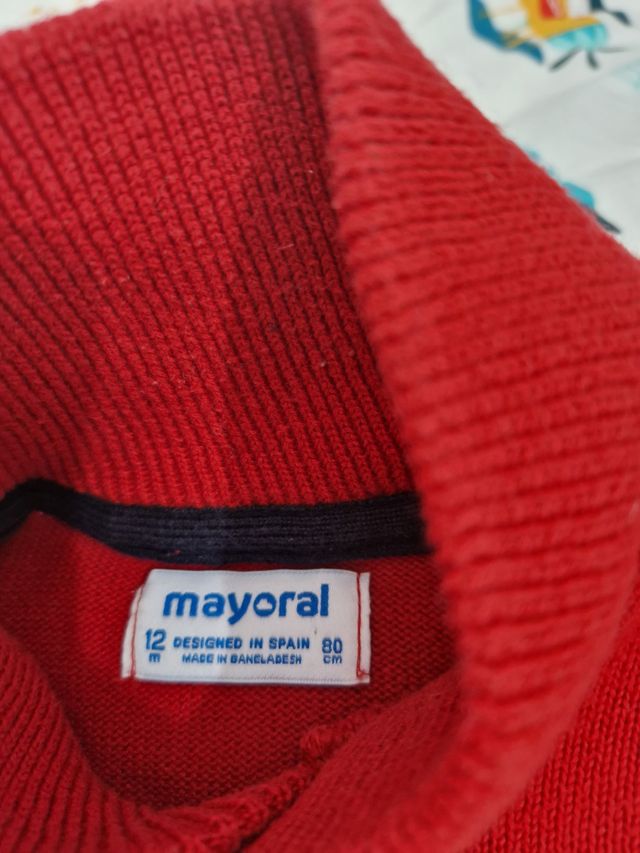 mayoral
12 m DESIGNED IN SPAIN 80 cm
MADE IN BANGLADESH